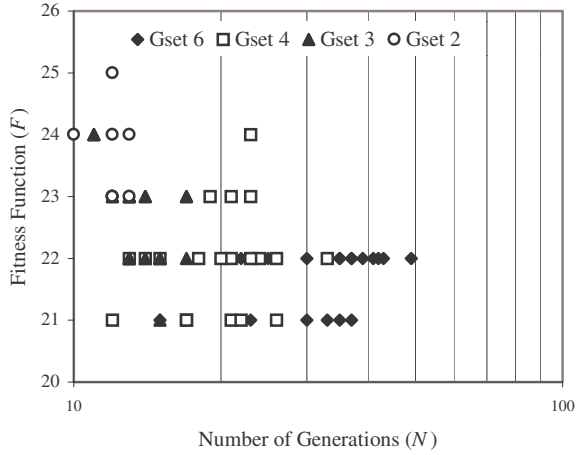 26
Gset 6 Gset 4 Gset 3 Gset 2
25
24
23
22
21
20
Fitness Function (F)
10 100
Number of Generations (N)